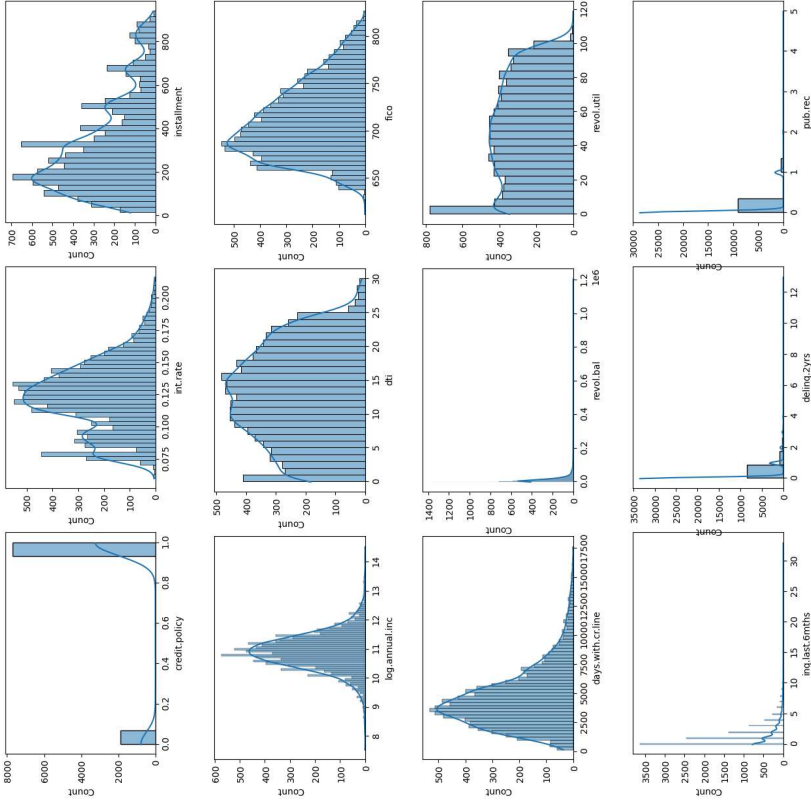 8000
6000
4000
2000
0
Count
0.0 0.2 0.4 0.6 0.8 1.0
credit.policy
500
400
300
200
100
0
Count
0.075 0.100 0.125 0.150 0.175 0.200
int.rate
700
600
500
400
300
200
100
0
Count
0 200 400 600 800
installment
500
400
300
200
100
0
Count
8 9 10 11 12 13 14
log.annual.inc
500
400
300
200
100
0
Count
0 5 10 15 20 25 30
dti
500
400
300
200
100
0
Count
650 700 750 800
fico
500
400
300
200
100
0
Count
0 2500 5000 7500 10000 12500 15000 17500
days.with.cr.line
1400
1200
1000
800
600
400
200
0
Count
0.0 0.2 0.4 0.6 0.8 1.0 1.2
1e6
revol.bal
800
600
400
200
0
Count
0 20 40 60 80 100 120
revol.util
3500
3000
2500
2000
1500
1000
500
0
Count
0 5 10 15 20 25 30
inq.last.6mths
35000
30000
25000
20000
15000
10000
5000
0
Count
0 2 4 6 8 10 12
delinq.2yrs
30000
25000
20000
15000
10000
5000
0
Count
0 1 2 3 4 5
pub.rec